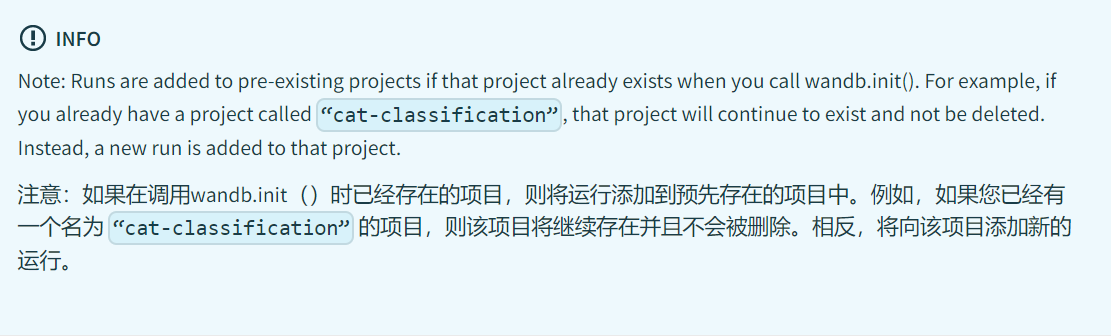 INFO
Note: Runs are added to pre-existing projects if that project already exists when you call wandb.init(). For example, if
you already have a project called “cat-classification”, that project will continue to exist and not be deleted.
Instead, a new run is added to that project.
注意：如果在调用wandb.init（）时已经存在的项目，则将运行添加到预先存在的项目中。例如，如果您已经有
一个名为 “cat-classification” 的项目，则该项目将继续存在并且不会被删除。相反，将向该项目添加新的
运行。